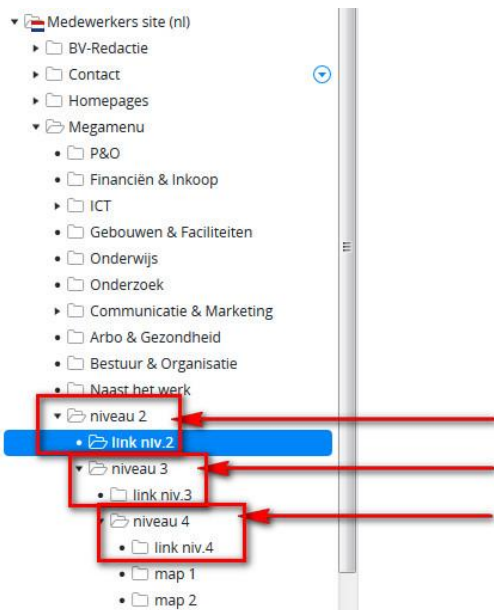 Medewerkers site (nl)
BV-Redactie
Contact
Homepages
Megamenu
P&O
Financiën & Inkoop
ICT
Gebouwen & Faciliteiten
Onderwijs
Onderzoek
Communicatie & Marketing
Arbo & Gezondheid
Bestuur & Organisatie
Naast het werk
niveau 2
link niv.2
niveau 3
link niv.3
niveau 4
link niv.4
map 1
map 2